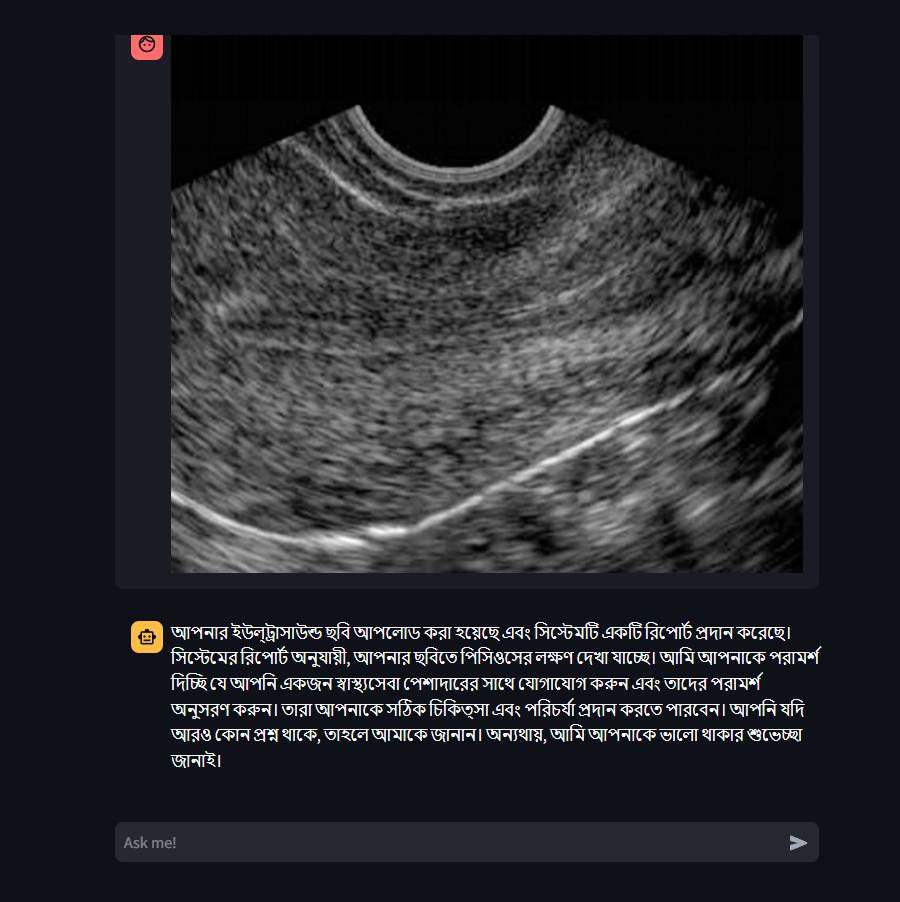 আপনার ইউল্ট্রাসাউন্ড ছবি আপলোড করা হয়েছে এবং সিস্টেমটি একটি রিপোর্ট প্রদান করেছে।
সিস্টেমের রিপোর্ট অনুযায়ী, আপনার ছবিতে পিসিওসের লক্ষণ দেখা যাচ্ছে। আমি আপনাকে পরামর্শ
দিচ্ছি যে আপনি একজন স্বাস্থ্যসেবা পেশাদারের সাথে যোগাযোগ করুন এবং তাদের পরামর্শ
অনুসরণ করুন। তারা আপনাকে সঠিক চিকিত্সা এবং পরিচর্যা প্রদান করতে পারবেন। আপনি যদি
আরও কোন প্রশ্ন থাকে, তাহলে আমাকে জানান। অন্যথায়, আমি আপনাকে ভালো থাকার শুভেচ্ছা
জানাই।
Ask me!